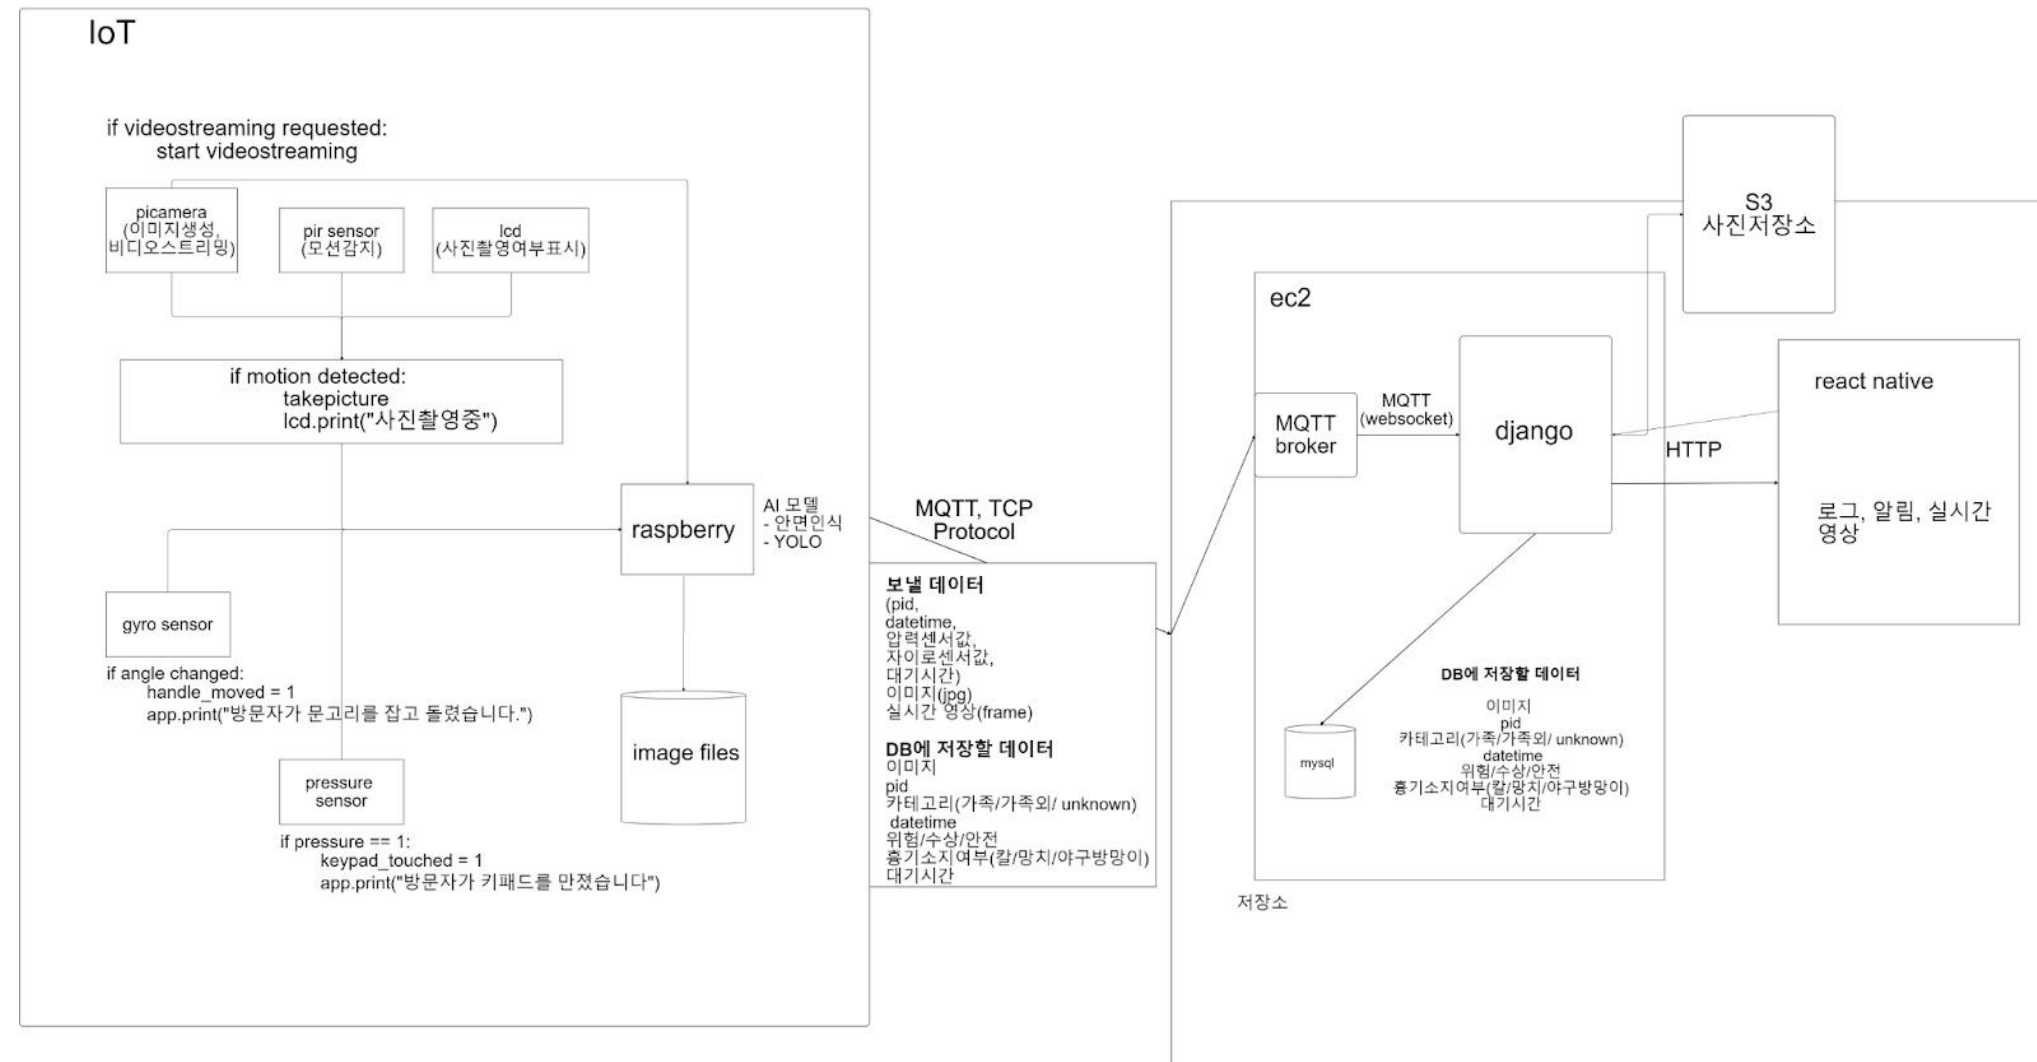 IoT
if videostreaming requested:
start videostreaming
picamera
(이미지생성,
비디오스트리밍)
pir sensor
(모션감지)
lcd
(사진촬영여부표시)
if motion detected:
takepicture
lcd.print("사진촬영중")
raspberry
AI 모델
- 안면인식
- YOLO
gyro sensor
if angle changed:
handle_moved = 1
app.print("방문자가 문고리를 잡고 돌렸습니다.")
pressure
sensor
if pressure == 1:
keypad_touched = 1
app.print("방문자가 키패드를 만졌습니다")
image files
MQTT, TCP
Protocol
보낼 데이터
(pid,
datetime,
압력센서값,
자이로센서값,
대기시간)
이미지(jpg)
실시간 영상(frame)
DB에 저장할 데이터
이미지
pid
카테고리(가족/가족외/ unknown)
datetime
위험/수상/안전
흉기소지여부(칼/망치/야구방망이)
대기시간
S3
사진저장소
ec2
MQTT
broker
MQTT
(websocket)
django
HTTP
react native
로그, 알림, 실시간
영상
mysql
DB에 저장할 데이터
이미지
pid
카테고리(가족/가족외/ unknown)
datetime
위험/수상/안전
흉기소지여부(칼/망치/야구방망이)
대기시간
저장소